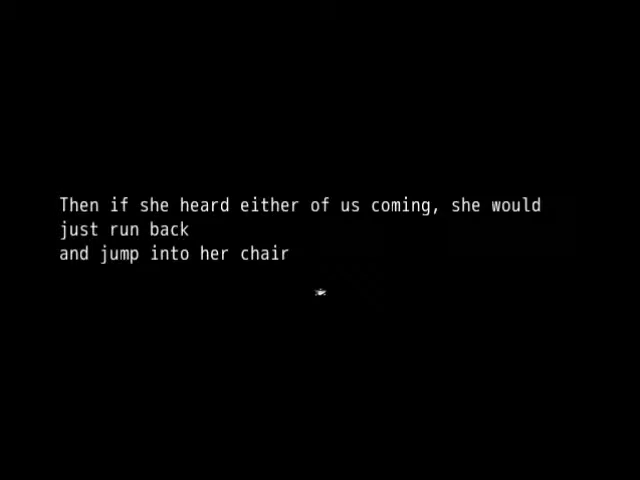 Then if she heard either of us coming, she would
just run back
and jump into her chair